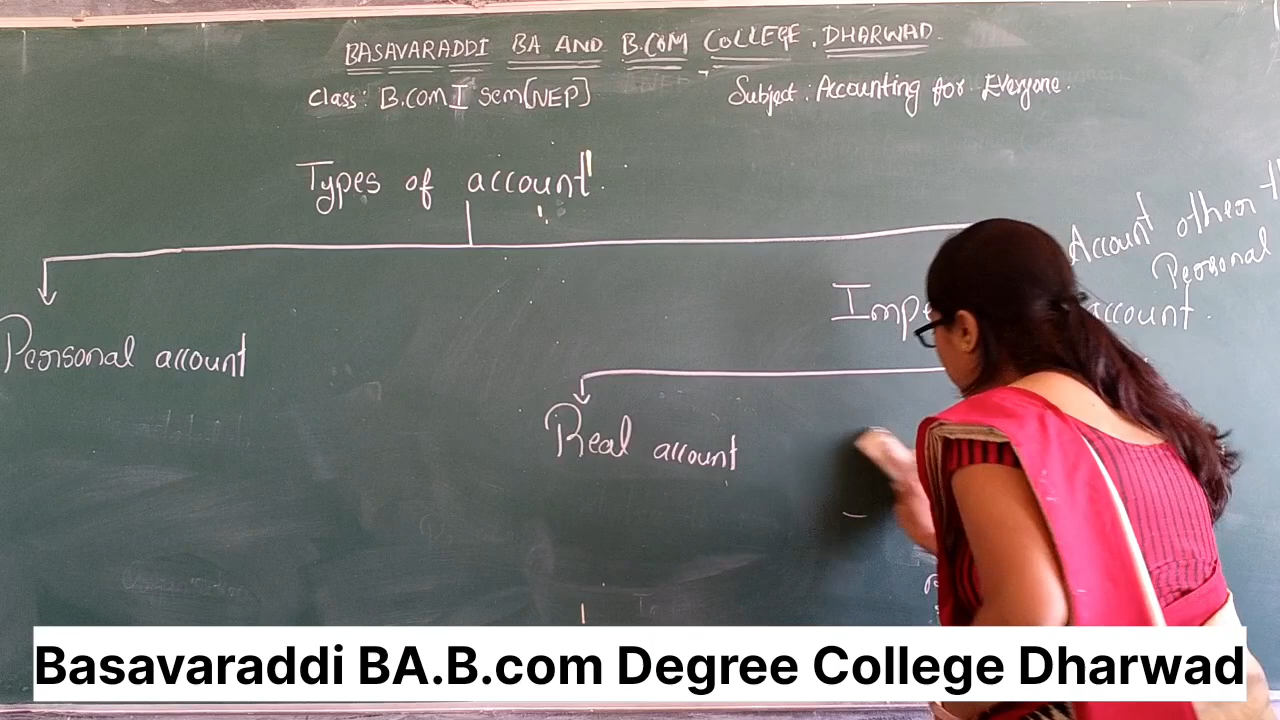 BASAVARADDI BA AND B.COM COLLEGE. DHARWAD.
Class: B.com I Sem[NEP]
Subject: Accounting for Everyone.
Types of account
Account other
Personal
account.
Personal account
Real account
Basavaraddi BA.B.com Degree College Dharwad